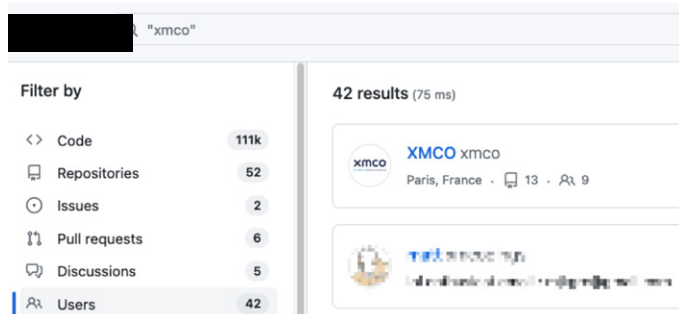 "xmco"
Filter by
Code 111k
Repositories 52
Issues 2
Pull requests 6
Discussions 5
Users 42
42 results (75 ms)
xmco
XMCO xmco
Paris, France · 13 · 9